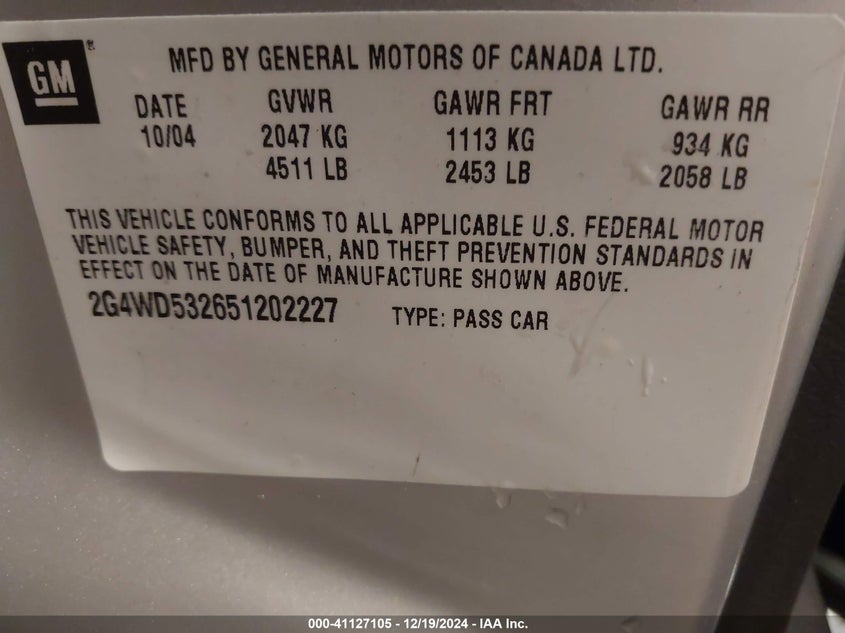 GM
®
MFD BY GENERAL MOTORS OF CANADA LTD.
DATE GVWR GAWR FRT GAWR RR
10/04 2047 KG 1113 KG 934 KG
4511 LB 2453 LB 2058 LB
THIS VEHICLE CONFORMS TO ALL APPLICABLE U.S. FEDERAL MOTOR
VEHICLE SAFETY, BUMPER, AND THEFT PREVENTION STANDARDS IN
EFFECT ON THE DATE OF MANUFACTURE SHOWN ABOVE.
2G4WD532651202227 TYPE: PASS CAR
000-41127105 - 12/19/2024 - IAA Inc.